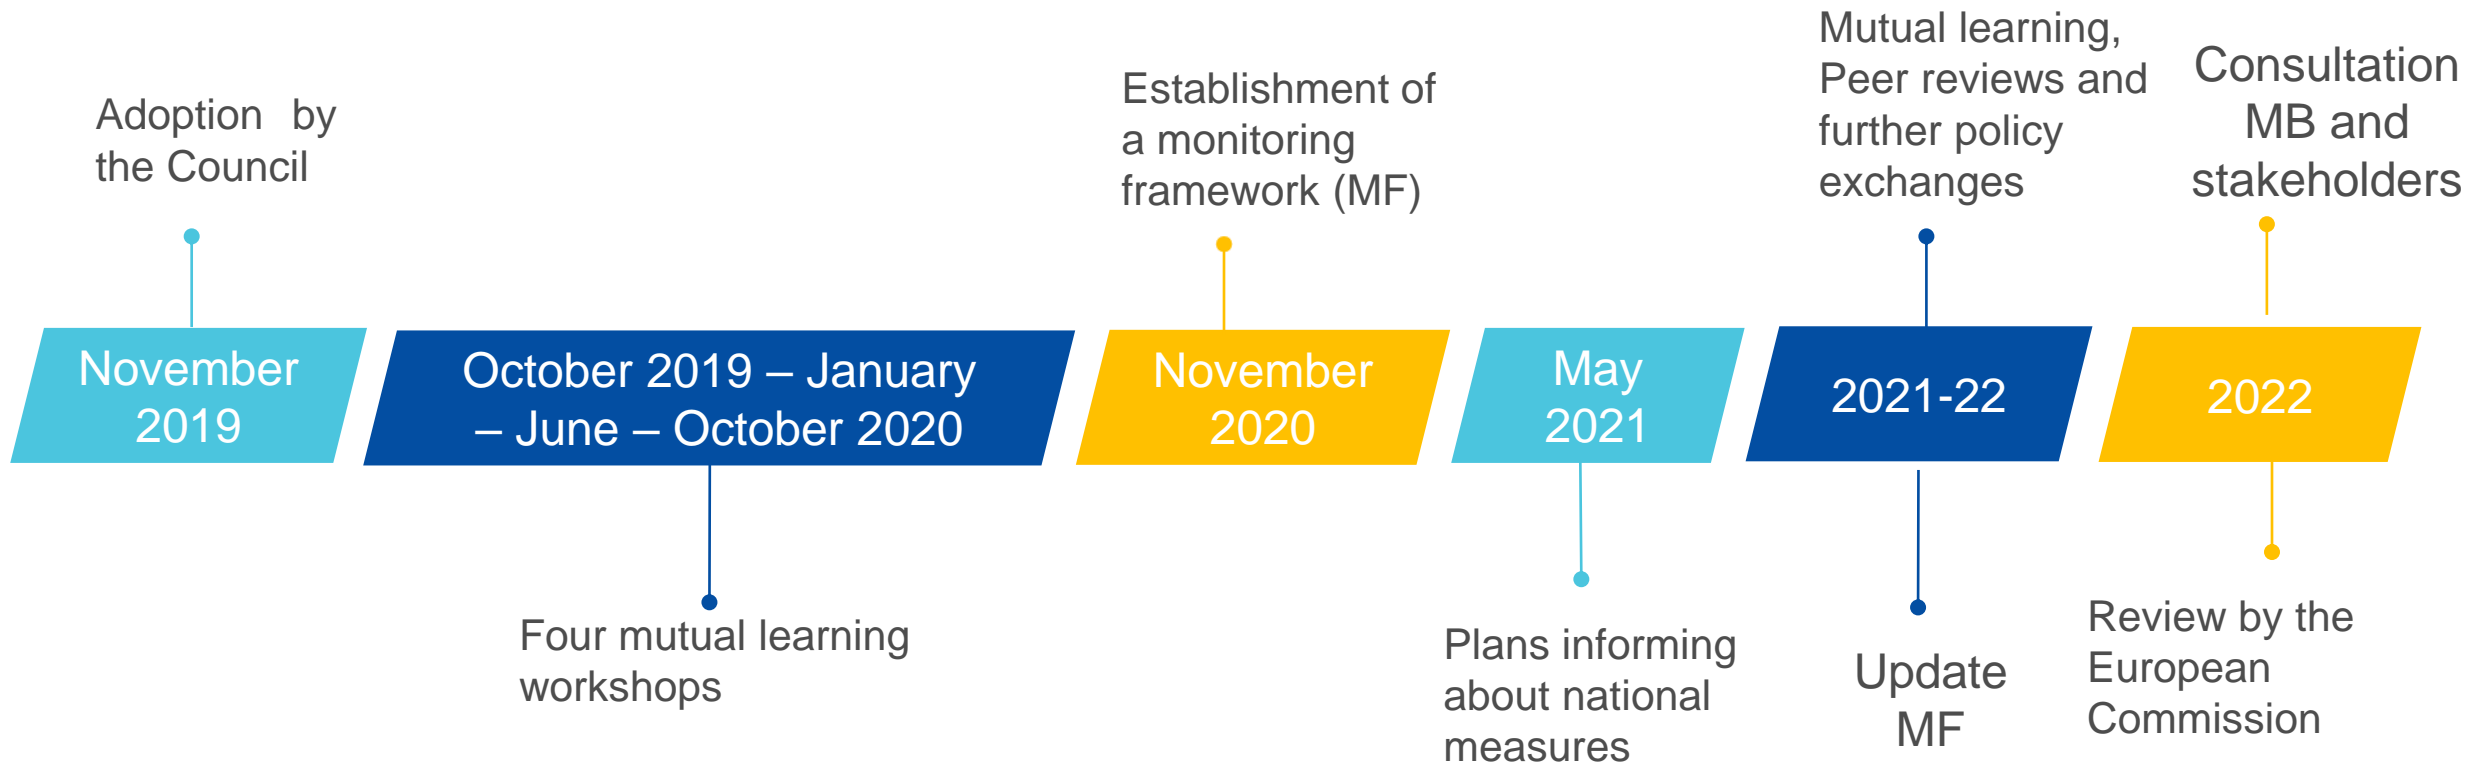 Adoption by
the Council
Establishment of
a monitoring
framework (MF)
Mutual learning,
Peer reviews and
further policy
exchanges
Consultation
MB and
stakeholders
November
2019
October 2019 – January
– June – October 2020
November
2020
May
2021
2021-22
2022
Four mutual learning
workshops
Plans informing
about national
measures
Update
MF
Review by the
European
Commission